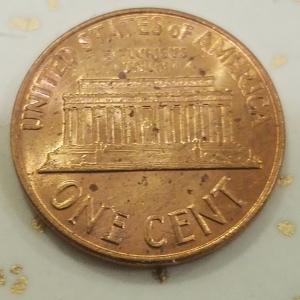 UNITED STATES OF AMERICA
ONE CENT